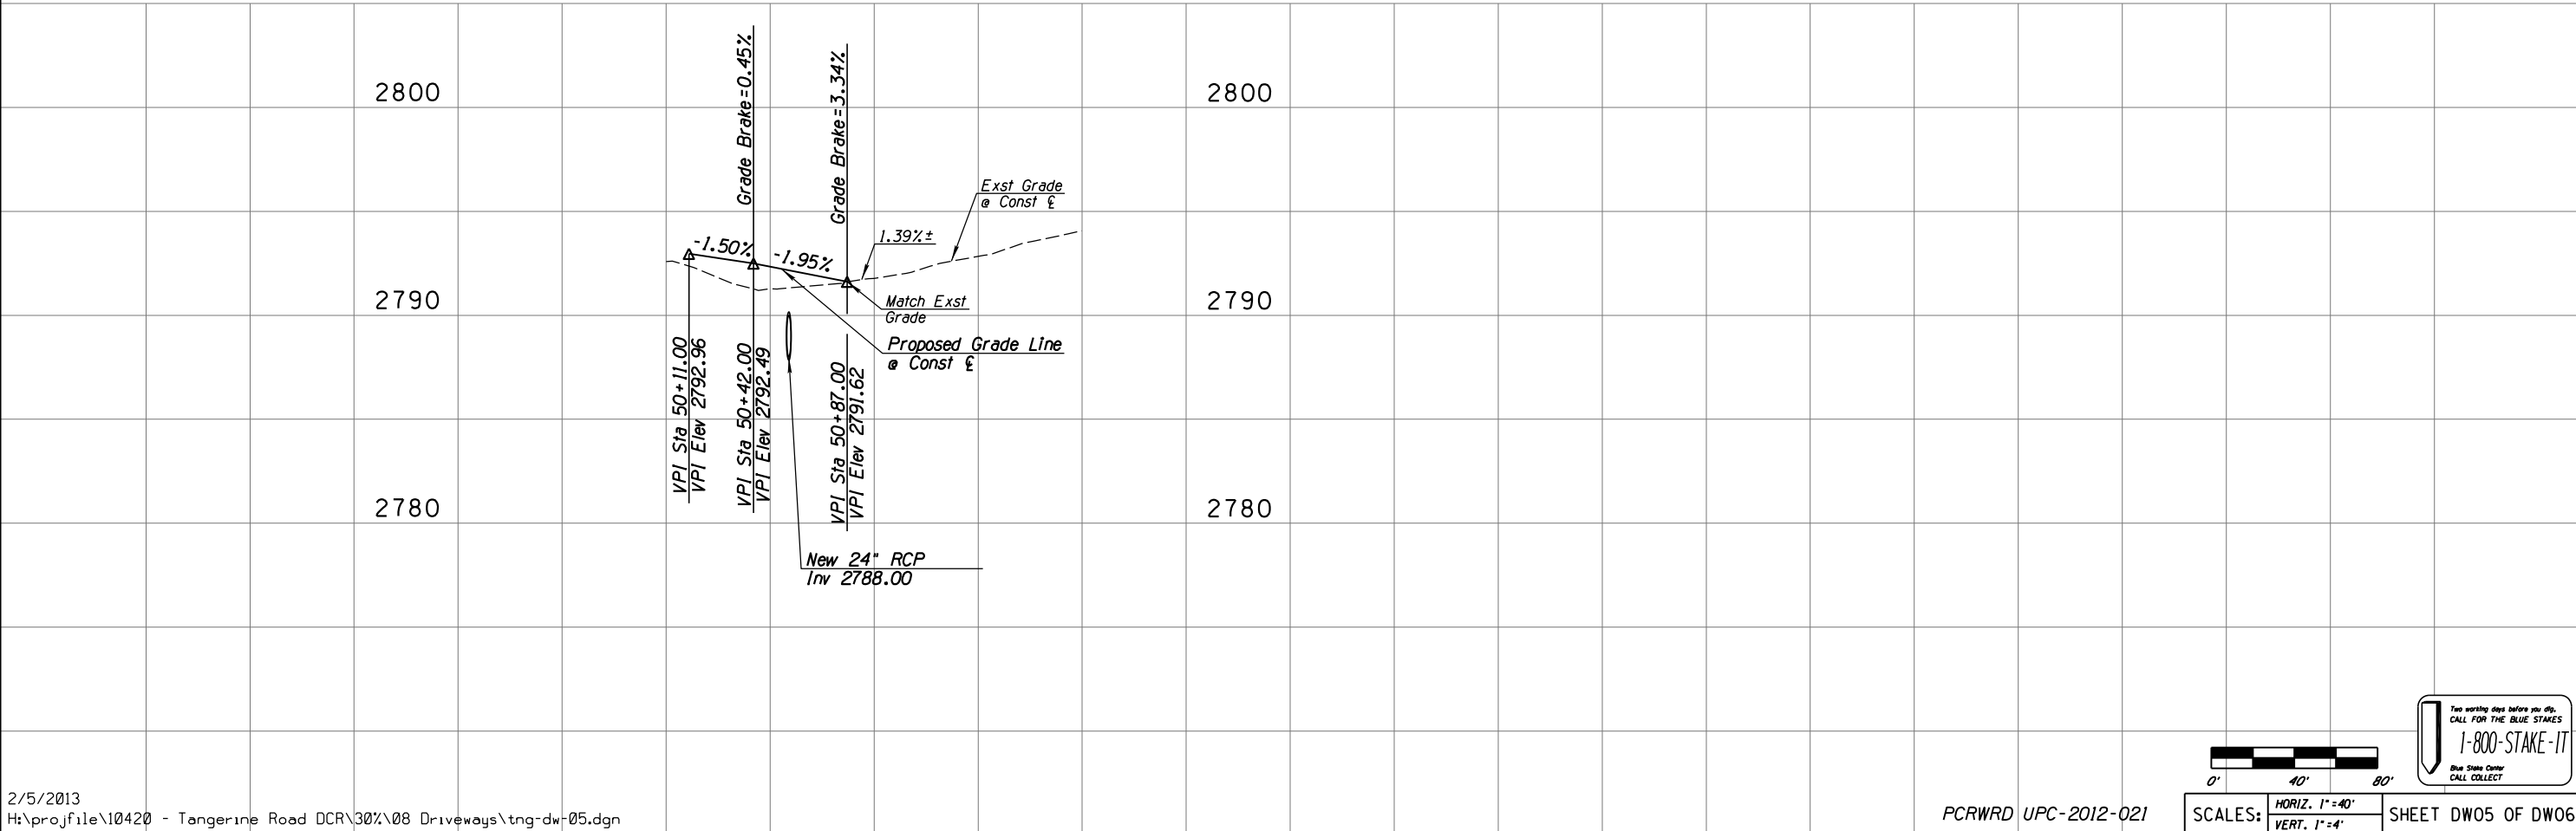 Grade Brake=0.45%
Grade Brake=3.34%
2800
2800
Exst Grade
@ Const ℄
1.39%±
-1.50%
-1.95%
2790
2790
Match Exst
Grade
Proposed Grade Line
@ Const ℄
VPI Sta 50+11.00
VPI Elev 2792.96
VPI Sta 50+42.00
VPI Elev 2792.49
VPI Sta 50+87.00
VPI Elev 2791.62
2780
2780
New 24" RCP
Inv 2788.00
Two working days before you dig,
CALL FOR THE BLUE STAKES
1-800-STAKE-IT
Blue Stake Center
CALL COLLECT
0' 40' 80'
2/5/2013
H:\projfile\10420 - Tangerine Road DCR\30%\08 Driveways\tng-dw-05.dgn
PCRWRD UPC-2012-021
SCALES:
HORIZ. 1"=40'
VERT. 1"=4'
SHEET DW05 OF DW06